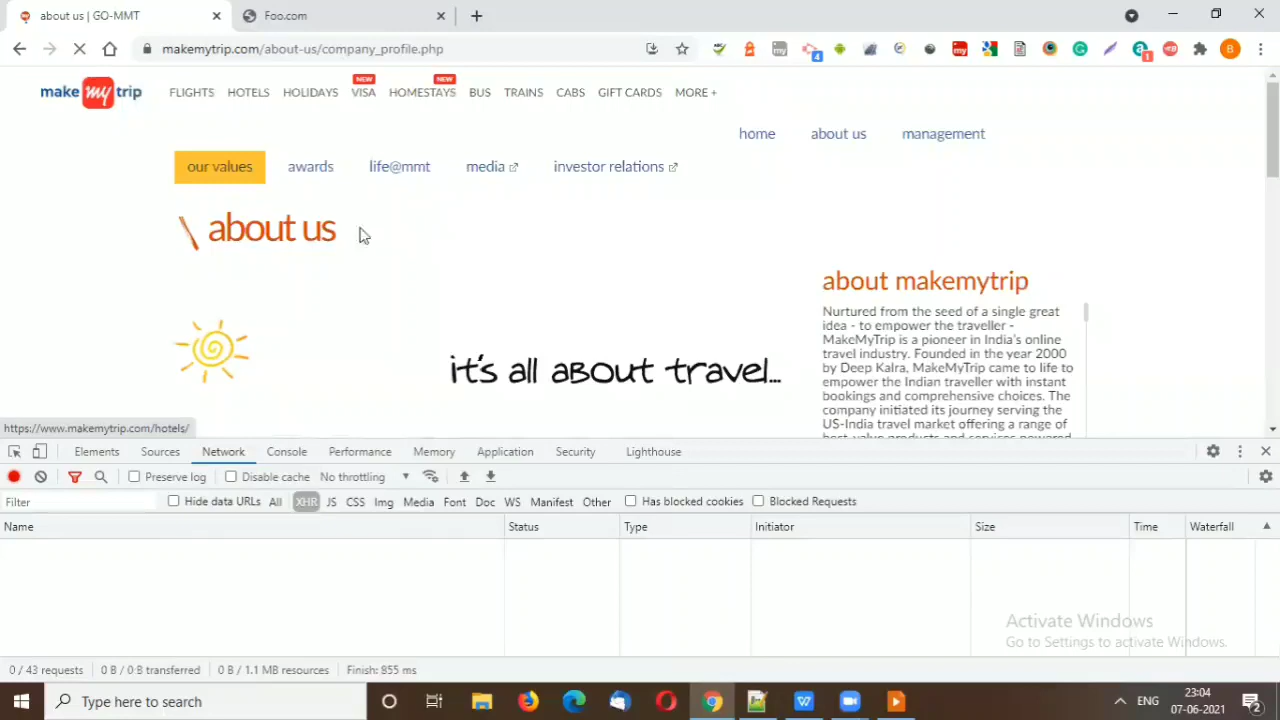 about us | GO-MMT
Foo.com
makemytrip.com/about-us/company_profile.php
make my trip
FLIGHTS HOTELS HOLIDAYS NEW VISA NEW HOMESTAYS BUS TRAINS CABS GIFT CARDS MORE +
home about us management
our values awards life@mmt media investor relations
about us
about makemytrip
Nurtured from the seed of a single great
idea - to empower the traveller -
MakeMyTrip is a pioneer in India's online
travel industry. Founded in the year 2000
by Deep Kalra, MakeMyTrip came to life to
empower the Indian traveller with instant
bookings and comprehensive choices. The
company initiated its journey serving the
US-India travel market offering a range of
best-value products and services powered
it's all about travel...
https://www.makemytrip.com/hotels/
Elements Sources Network Console Performance Memory Application Security Lighthouse
Preserve log Disable cache No throttling
Filter Hide data URLs All XHR JS CSS Img Media Font Doc WS Manifest Other Has blocked cookies Blocked Requests
Name Status Type Initiator Size Time Waterfall
Activate Windows
Go to Settings to activate Windows.
0 / 43 requests 0 B / 0 B transferred 0 B / 1.1 MB resources Finish: 855 ms
Type here to search
ENG
23:04
07-06-2021
2